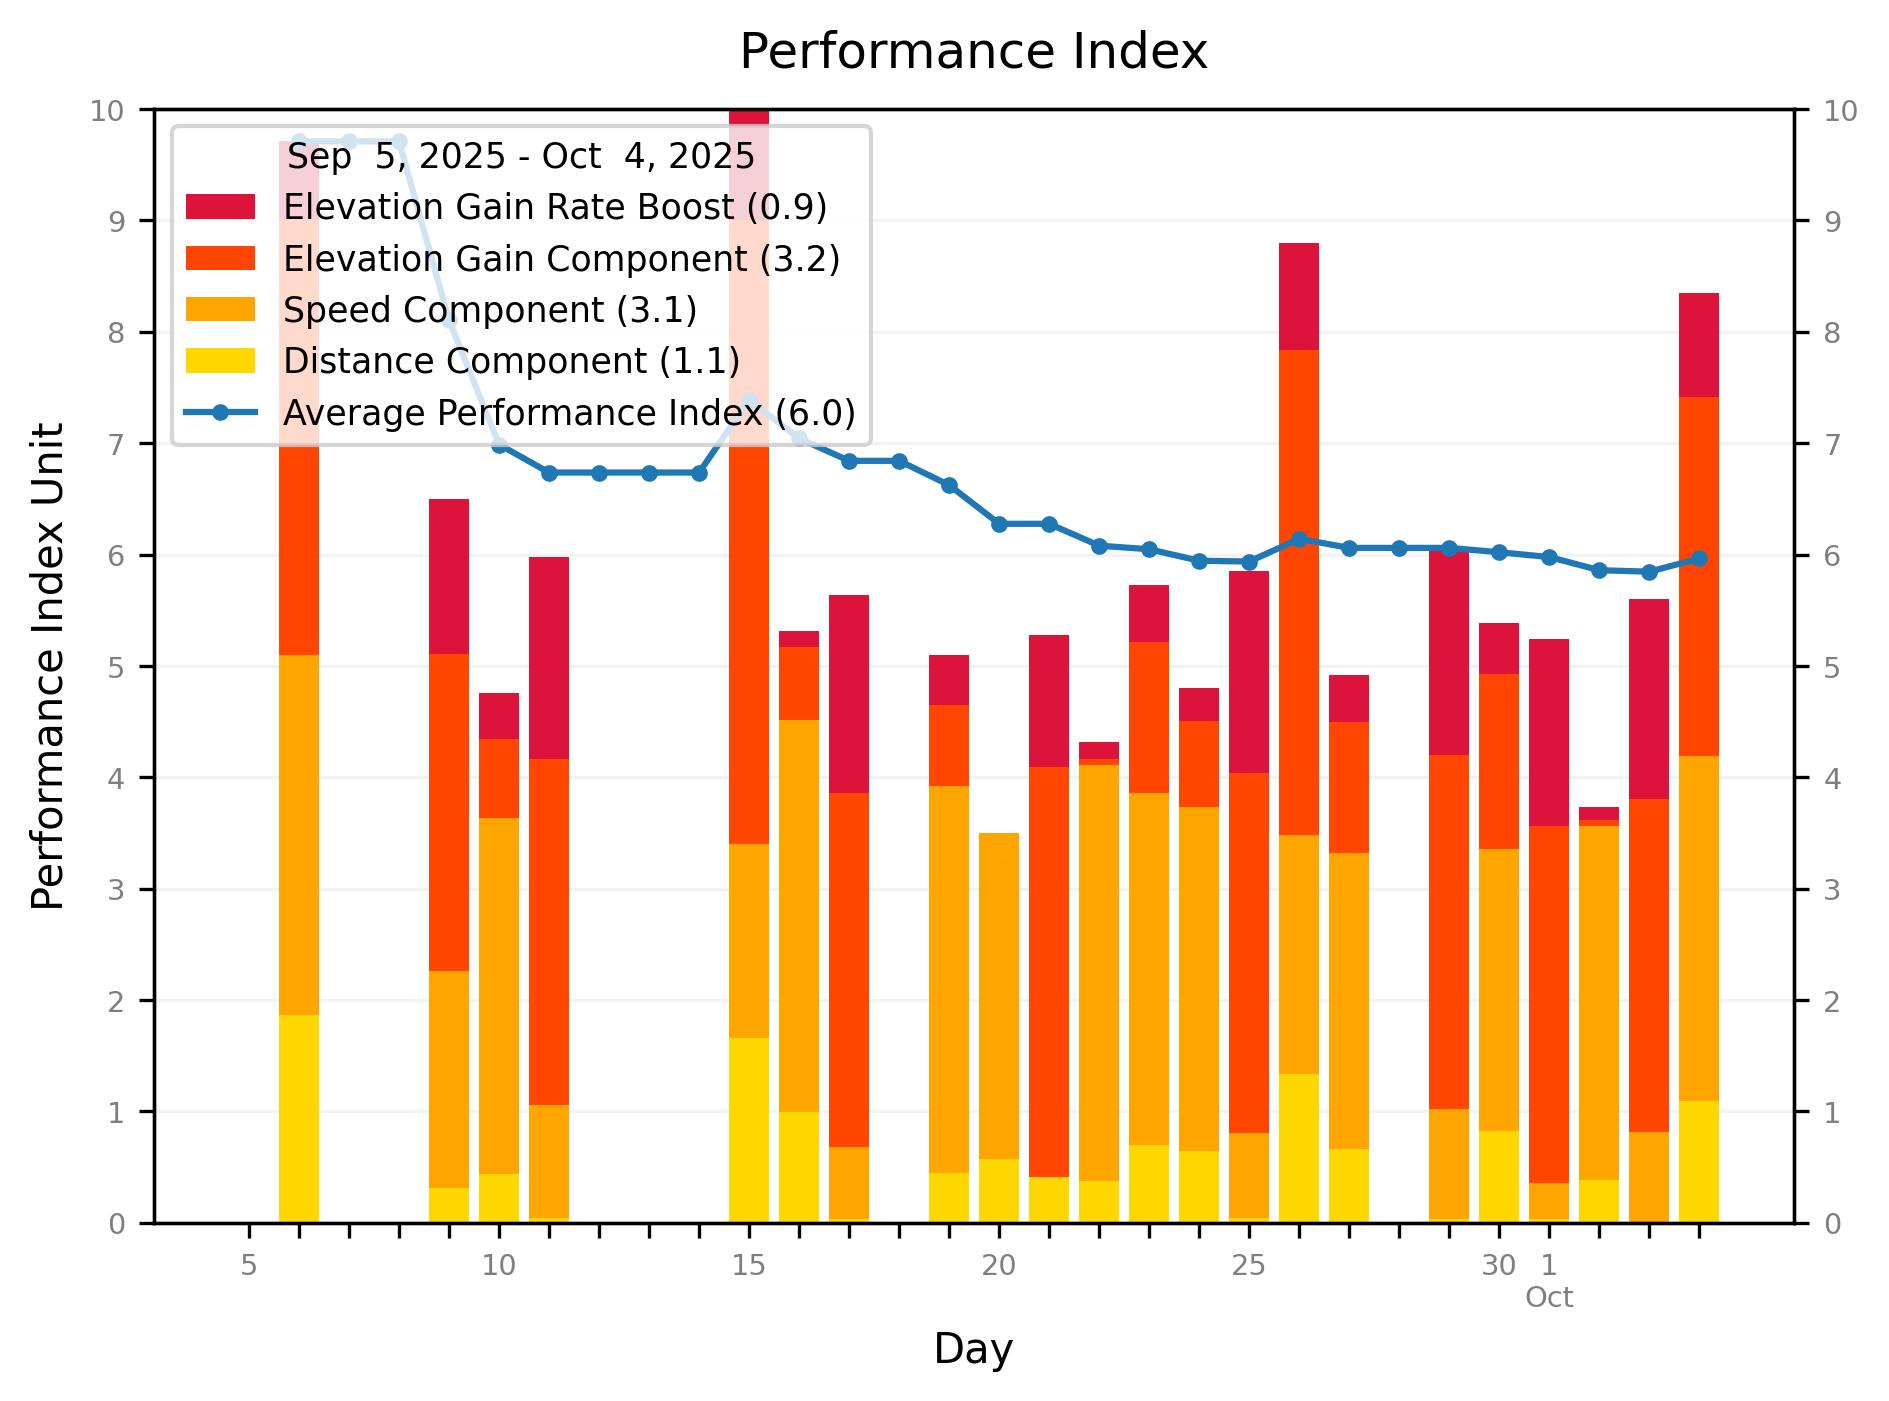 Performance Index
Sep  5, 2025 - Oct  4, 2025
Elevation Gain Rate Boost (0.9)
Elevation Gain Component (3.2)
Speed Component (3.1)
Distance Component (1.1)
Average Performance Index (6.0)
Performance Index Unit
10 10
9 9
8 8
7 7
6 6
5 5
4 4
3 3
2 2
1 1
0 0
5 10 15 20 25 30 1
Oct
Day